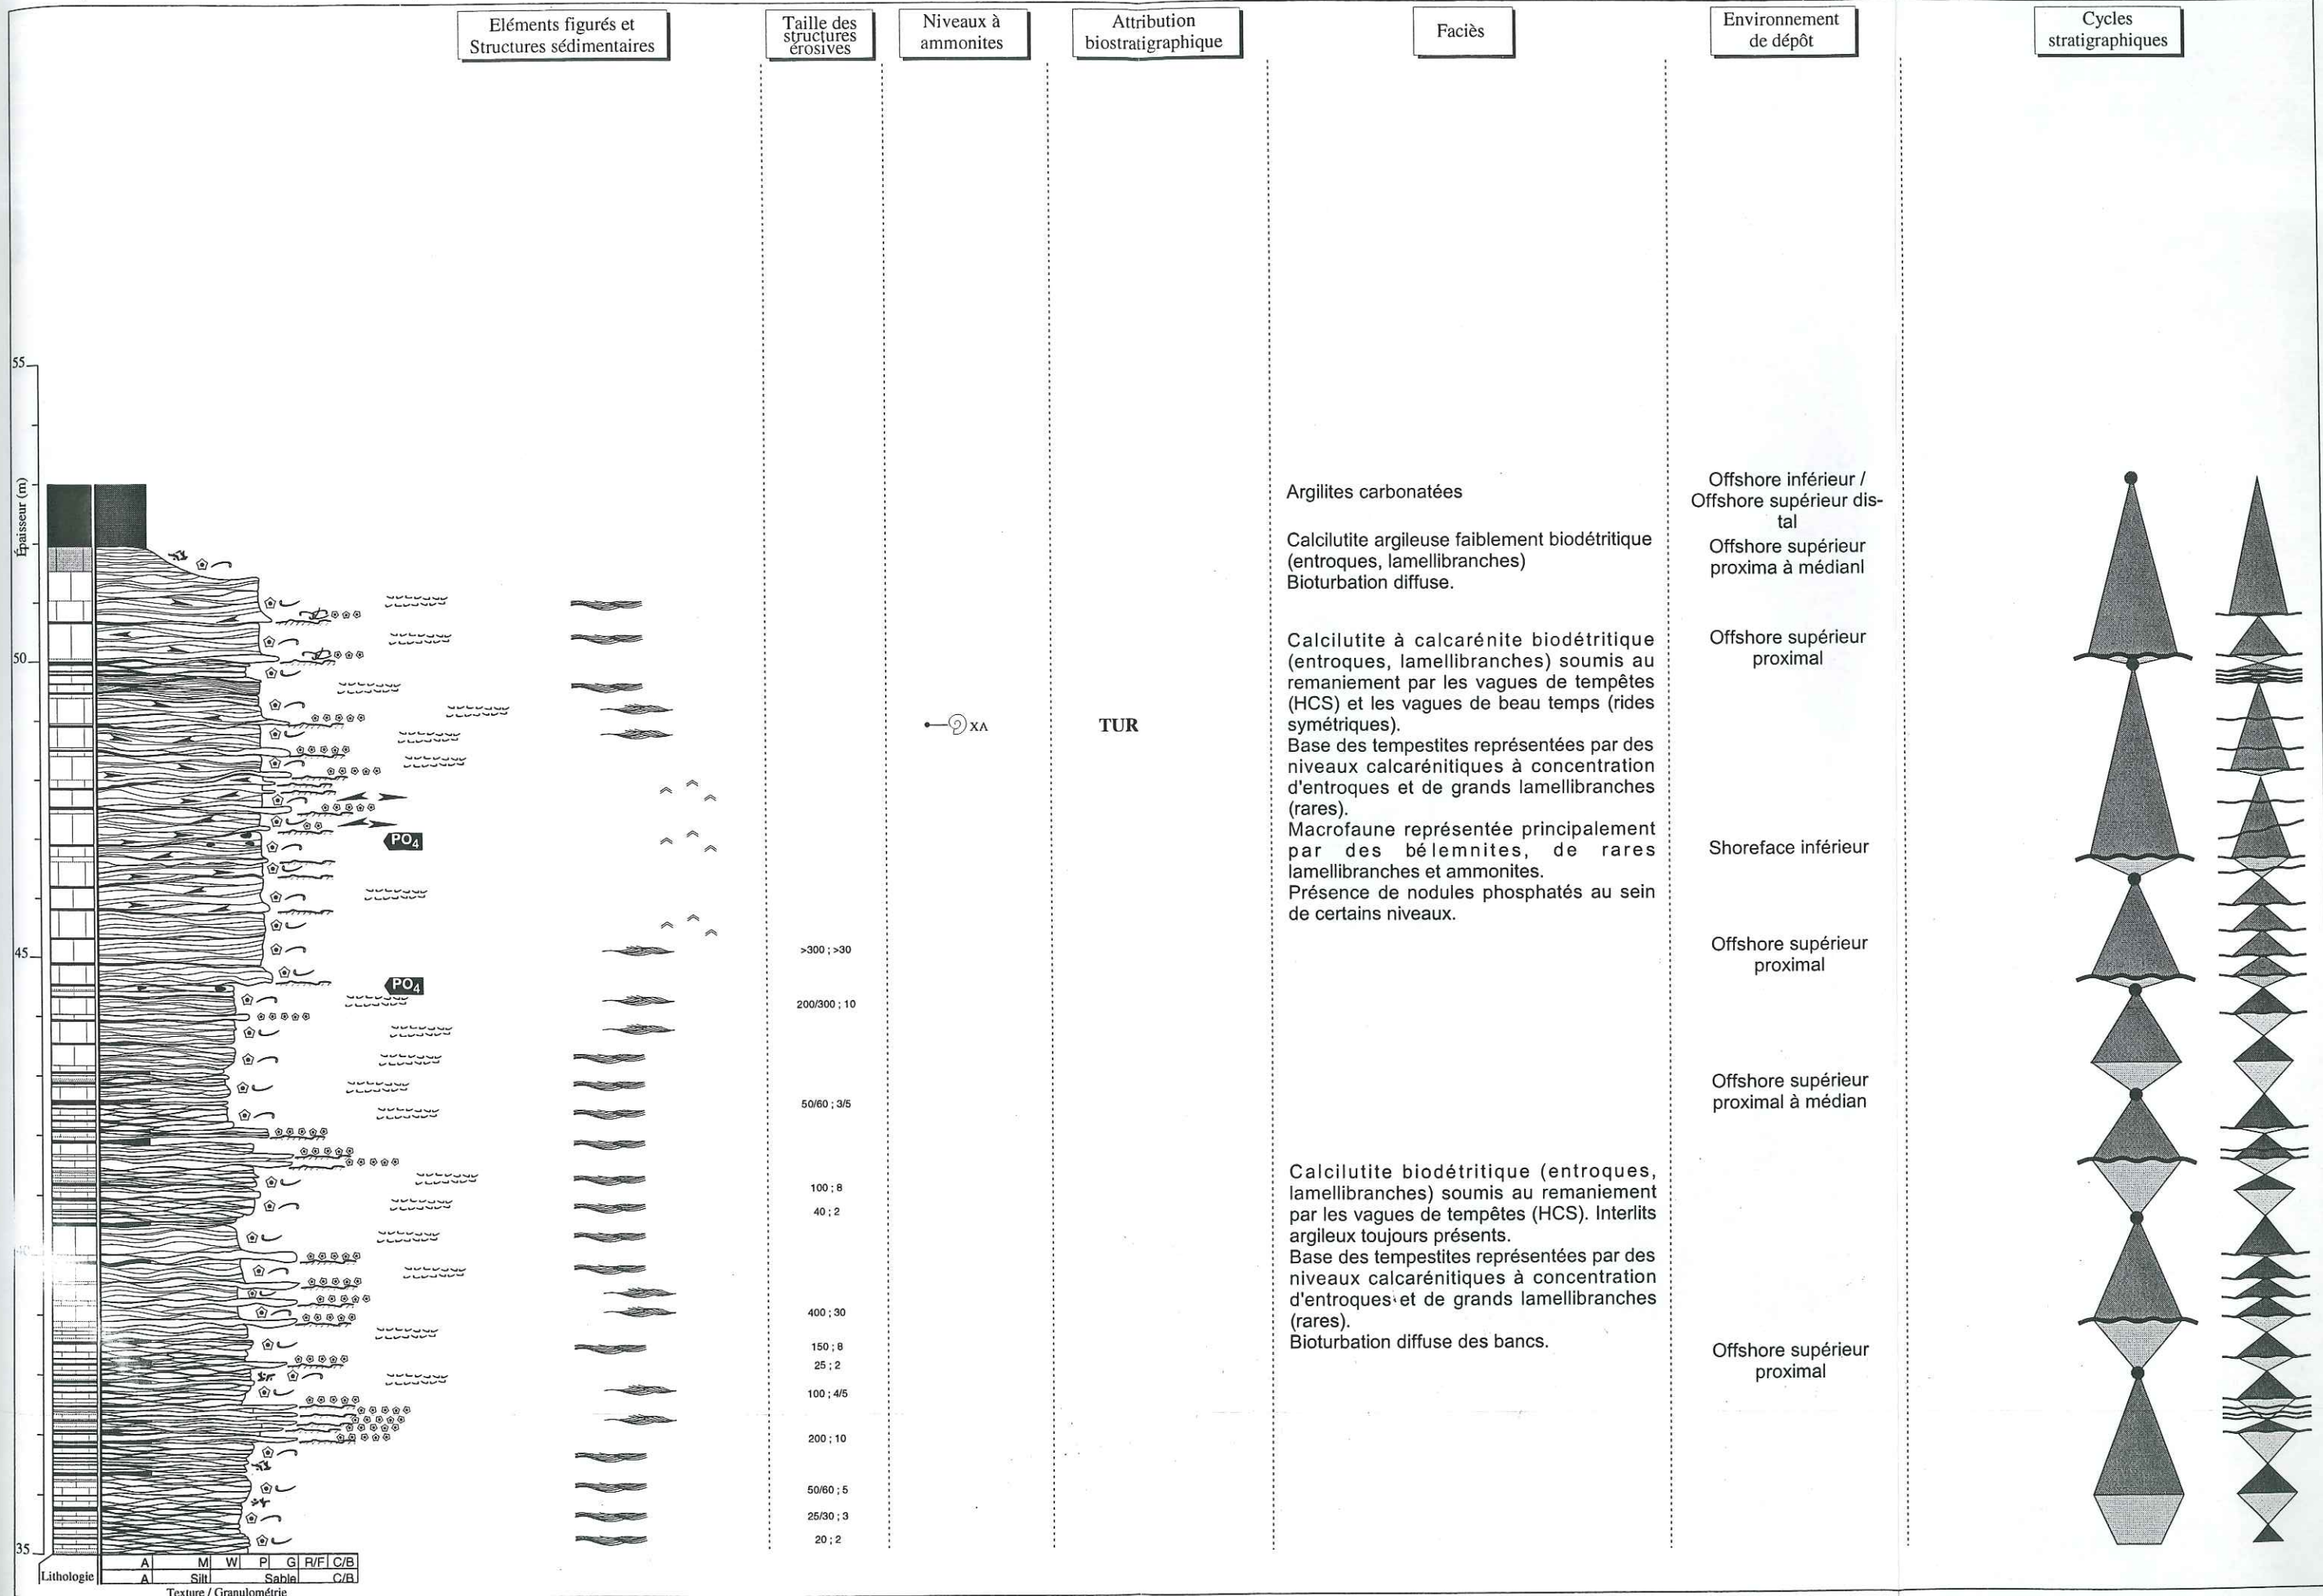 Eléments figurés et
Structures sédimentaires
Taille des
structures
érosives
Niveaux à
ammonites
Attribution
biostratigraphique
Faciès
Environnement
de dépôt
Cycles
stratigraphiques
55
Épaisseur (m)
50
45
35
Argilites carbonatées
Calcilutite argileuse faiblement biodétritique
(entroques, lamellibranches)
Bioturbation diffuse.
Calcilutite à calcarénite biodétritique
(entroques, lamellibranches) soumis au
remaniement par les vagues de tempêtes
(HCS) et les vagues de beau temps (rides
symétriques).
Base des tempestites représentées par des
niveaux calcarénitiques à concentration
d'entroques et de grands lamellibranches
(rares).
Macrofaune représentée principalement
par des bélemnites, de rares
lamellibranches et ammonites.
Présence de nodules phosphatés au sein
de certains niveaux.
Calcilutite biodétritique (entroques,
lamellibranches) soumis au remaniement
par les vagues de tempêtes (HCS). Interlits
argileux toujours présents.
Base des tempestites représentées par des
niveaux calcarénitiques à concentration
d'entroques et de grands lamellibranches
(rares).
Bioturbation diffuse des bancs.
Offshore inférieur /
Offshore supérieur dis-
tal
Offshore supérieur
proxima à médianl
Offshore supérieur
proximal
Shoreface inférieur
Offshore supérieur
proximal
Offshore supérieur
proximal à médian
Offshore supérieur
proximal
XΛ
TUR
PO4
PO4
>300 ; >30
200/300 ; 10
50/60 ; 3/5
100 ; 8
40 ; 2
400 ; 30
150 ; 8
25 ; 2
100 ; 4/5
200 ; 10
50/60 ; 5
25/30 ; 3
20 ; 2
Lithologie
A M W P G R/F C/B
A Silt Sable C/B
Texture / Granulométrie